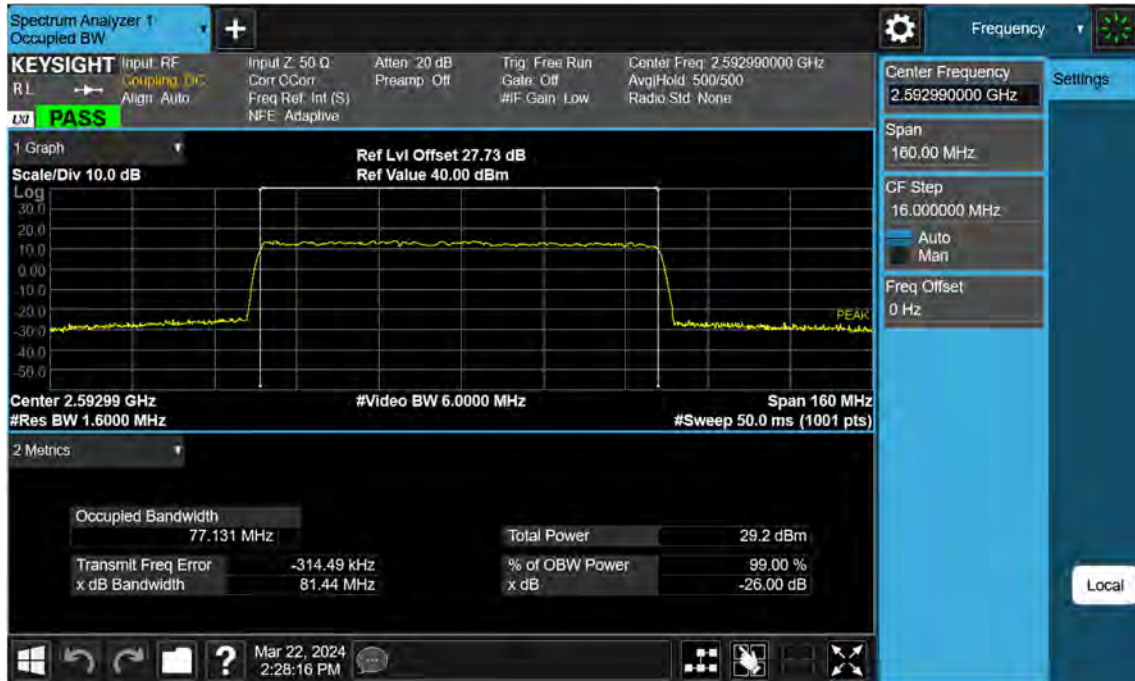 Spectrum Analyzer 1
Occupied BW
Frequency
KEYSIGHT
RL
LXI
PASS
Input: RF
Coupling: DC
Align: Auto
Input Z: 50 Ω
Corr CCorr
Freq Ref: Int (S)
NFE: Adaptive
Atten: 20 dB
Preamp: Off
Trig: Free Run
Gate: Off
#IF Gain: Low
Center Freq: 2.592990000 GHz
Avg|Hold: 500/500
Radio Std: None
Center Frequency
2.592990000 GHz
Settings
Span
160.00 MHz
CF Step
16.000000 MHz
Auto
Man
Freq Offset
0 Hz
Local
1 Graph
Scale/Div 10.0 dB
Ref Lvl Offset 27.73 dB
Ref Value 40.00 dBm
Log
30.0
20.0
10.0
0.00
-10.0
-20.0
-30.0
-40.0
-50.0
PEAK
Center 2.59299 GHz
#Video BW 6.0000 MHz
Span 160 MHz
#Res BW 1.6000 MHz
#Sweep 50.0 ms (1001 pts)
2 Metrics
Occupied Bandwidth
77.131 MHz
Total Power 29.2 dBm
Transmit Freq Error -314.49 kHz
% of OBW Power 99.00 %
x dB Bandwidth 81.44 MHz
x dB -26.00 dB
?
Mar 22, 2024
2:28:16 PM